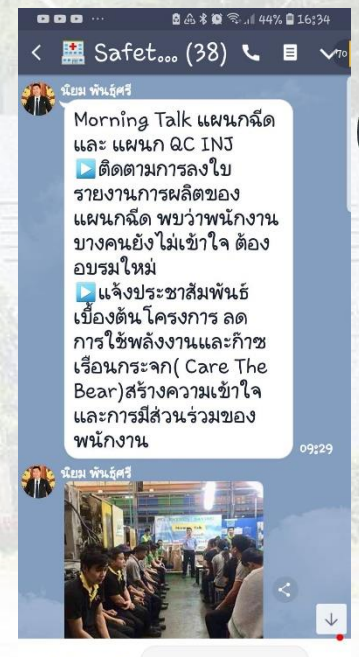 44% 16:34
Safet... (38)
70
นิยม พันธุ์ศรี
Morning Talk แผนกฉีด
และ แผนก QC INJ
▶ติดตามการลงใบ
รายงานการผลิตของ
แผนกฉีด พบว่าพนักงาน
บางคนยังไม่เข้าใจ ต้อง
อบรมใหม่
▶แจ้งประชาสัมพันธ์
เบื้องต้นโครงการ ลด
การใช้พลังงานและก๊าซ
เรือนกระจก( Care The
Bear)สร้างความเข้าใจ
และการมีส่วนร่วมของ
พนักงาน
09:29
นิยม พันธุ์ศรี
Morning Talk